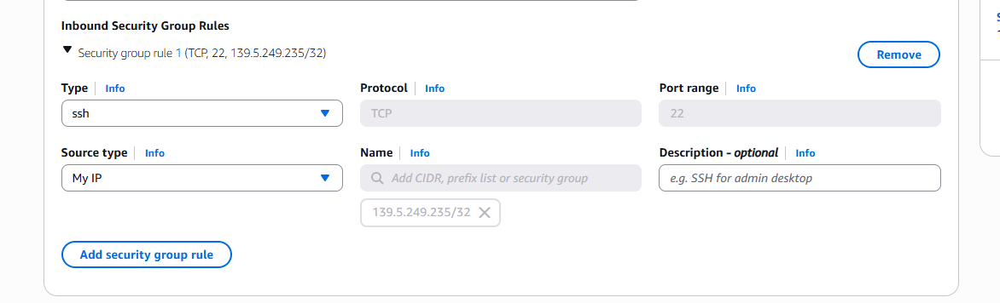 Inbound Security Group Rules
Security group rule 1 (TCP, 22, 139.5.249.235/32)
Remove
Type Info
Protocol Info
Port range Info
ssh
TCP
22
Source type Info
Name Info
Description - optional Info
My IP
Add CIDR, prefix list or security group
e.g. SSH for admin desktop
139.5.249.235/32
Add security group rule